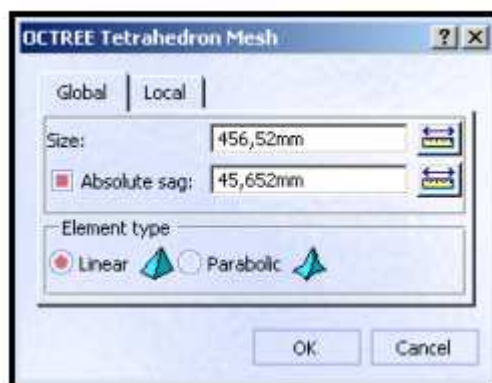 OCTREE Tetrahedron Mesh ? X
Global Local
Size: 456,52mm
Absolute sag: 45,652mm
Element type
Linear Parabolic
OK Cancel